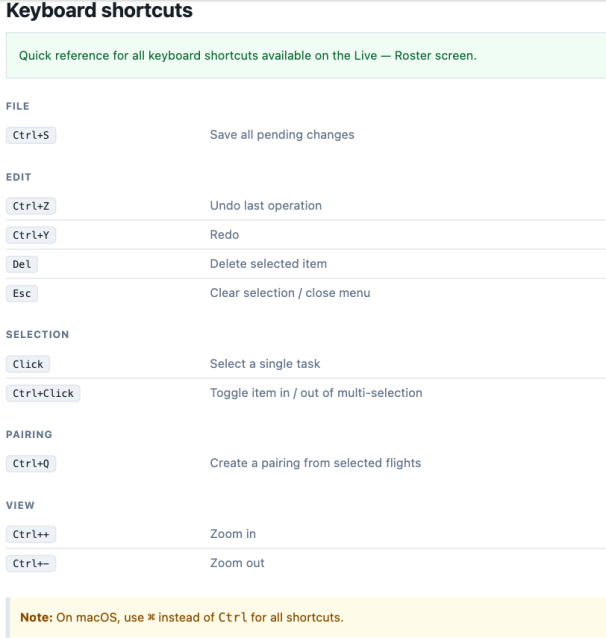 Keyboard shortcuts
Quick reference for all keyboard shortcuts available on the Live — Roster screen.
FILE
Ctrl+S Save all pending changes
EDIT
Ctrl+Z Undo last operation
Ctrl+Y Redo
Del Delete selected item
Esc Clear selection / close menu
SELECTION
Click Select a single task
Ctrl+Click Toggle item in / out of multi-selection
PAIRING
Ctrl+Q Create a pairing from selected flights
VIEW
Ctrl++ Zoom in
Ctrl+− Zoom out
Note: On macOS, use ⌘ instead of Ctrl for all shortcuts.